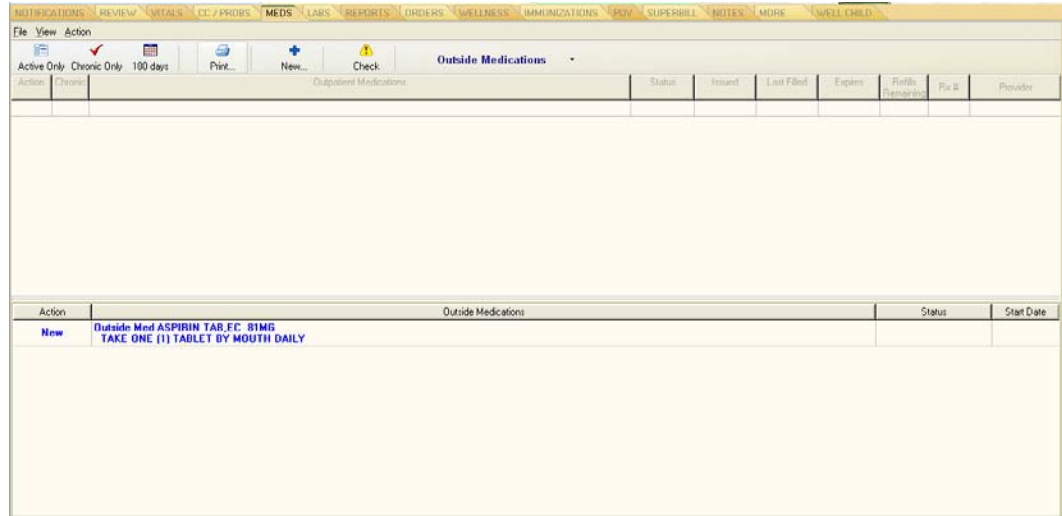 NOTIFICATIONS REVIEW VITALS CC / PROBS MEDS LABS REPORTS ORDERS WELLNESS IMMUNIZATIONS POV SUPERBILL NOTES MORE WELL CHILD
File View Action
Active Only Chronic Only 180 days Print... New... Check Outside Medications
Action Chronic Outpatient Medications Status Issued Last Filled Expires Refills Remaining Rx # Provider
Action Outside Medications Status Start Date
New Outside Med ASPIRIN TAB,EC 81MG
TAKE ONE (1) TABLET BY MOUTH DAILY